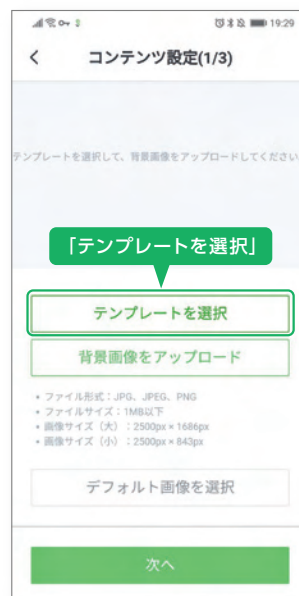 19:29
コンテンツ設定(1/3)
テンプレートを選択して、背景画像をアップロードしてください
「テンプレートを選択」
テンプレートを選択
背景画像をアップロード
• ファイル形式：JPG、JPEG、PNG
• ファイルサイズ：1MB以下
• 画像サイズ（大）：2500px × 1686px
• 画像サイズ（小）：2500px × 843px
デフォルト画像を選択
次へ